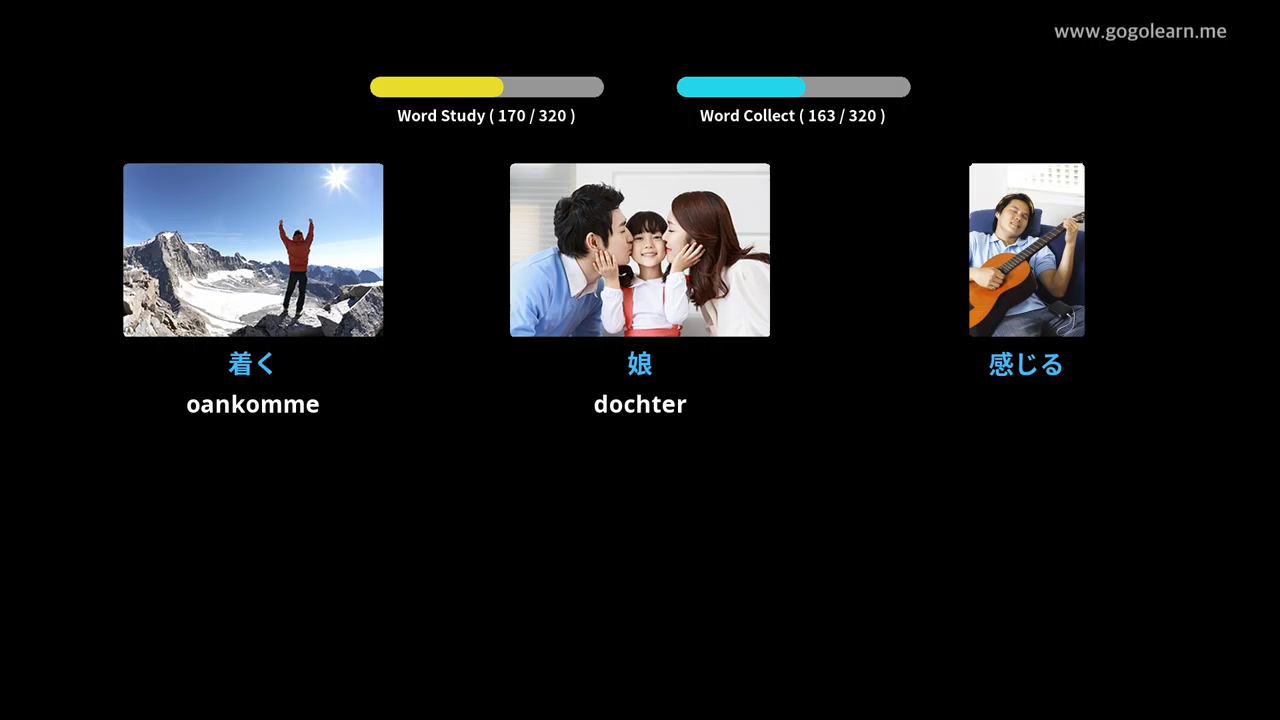 www.gogolearn.me
Word Study ( 170 / 320 )
Word Collect ( 163 / 320 )
着く
娘
感じる
oankomme
dochter